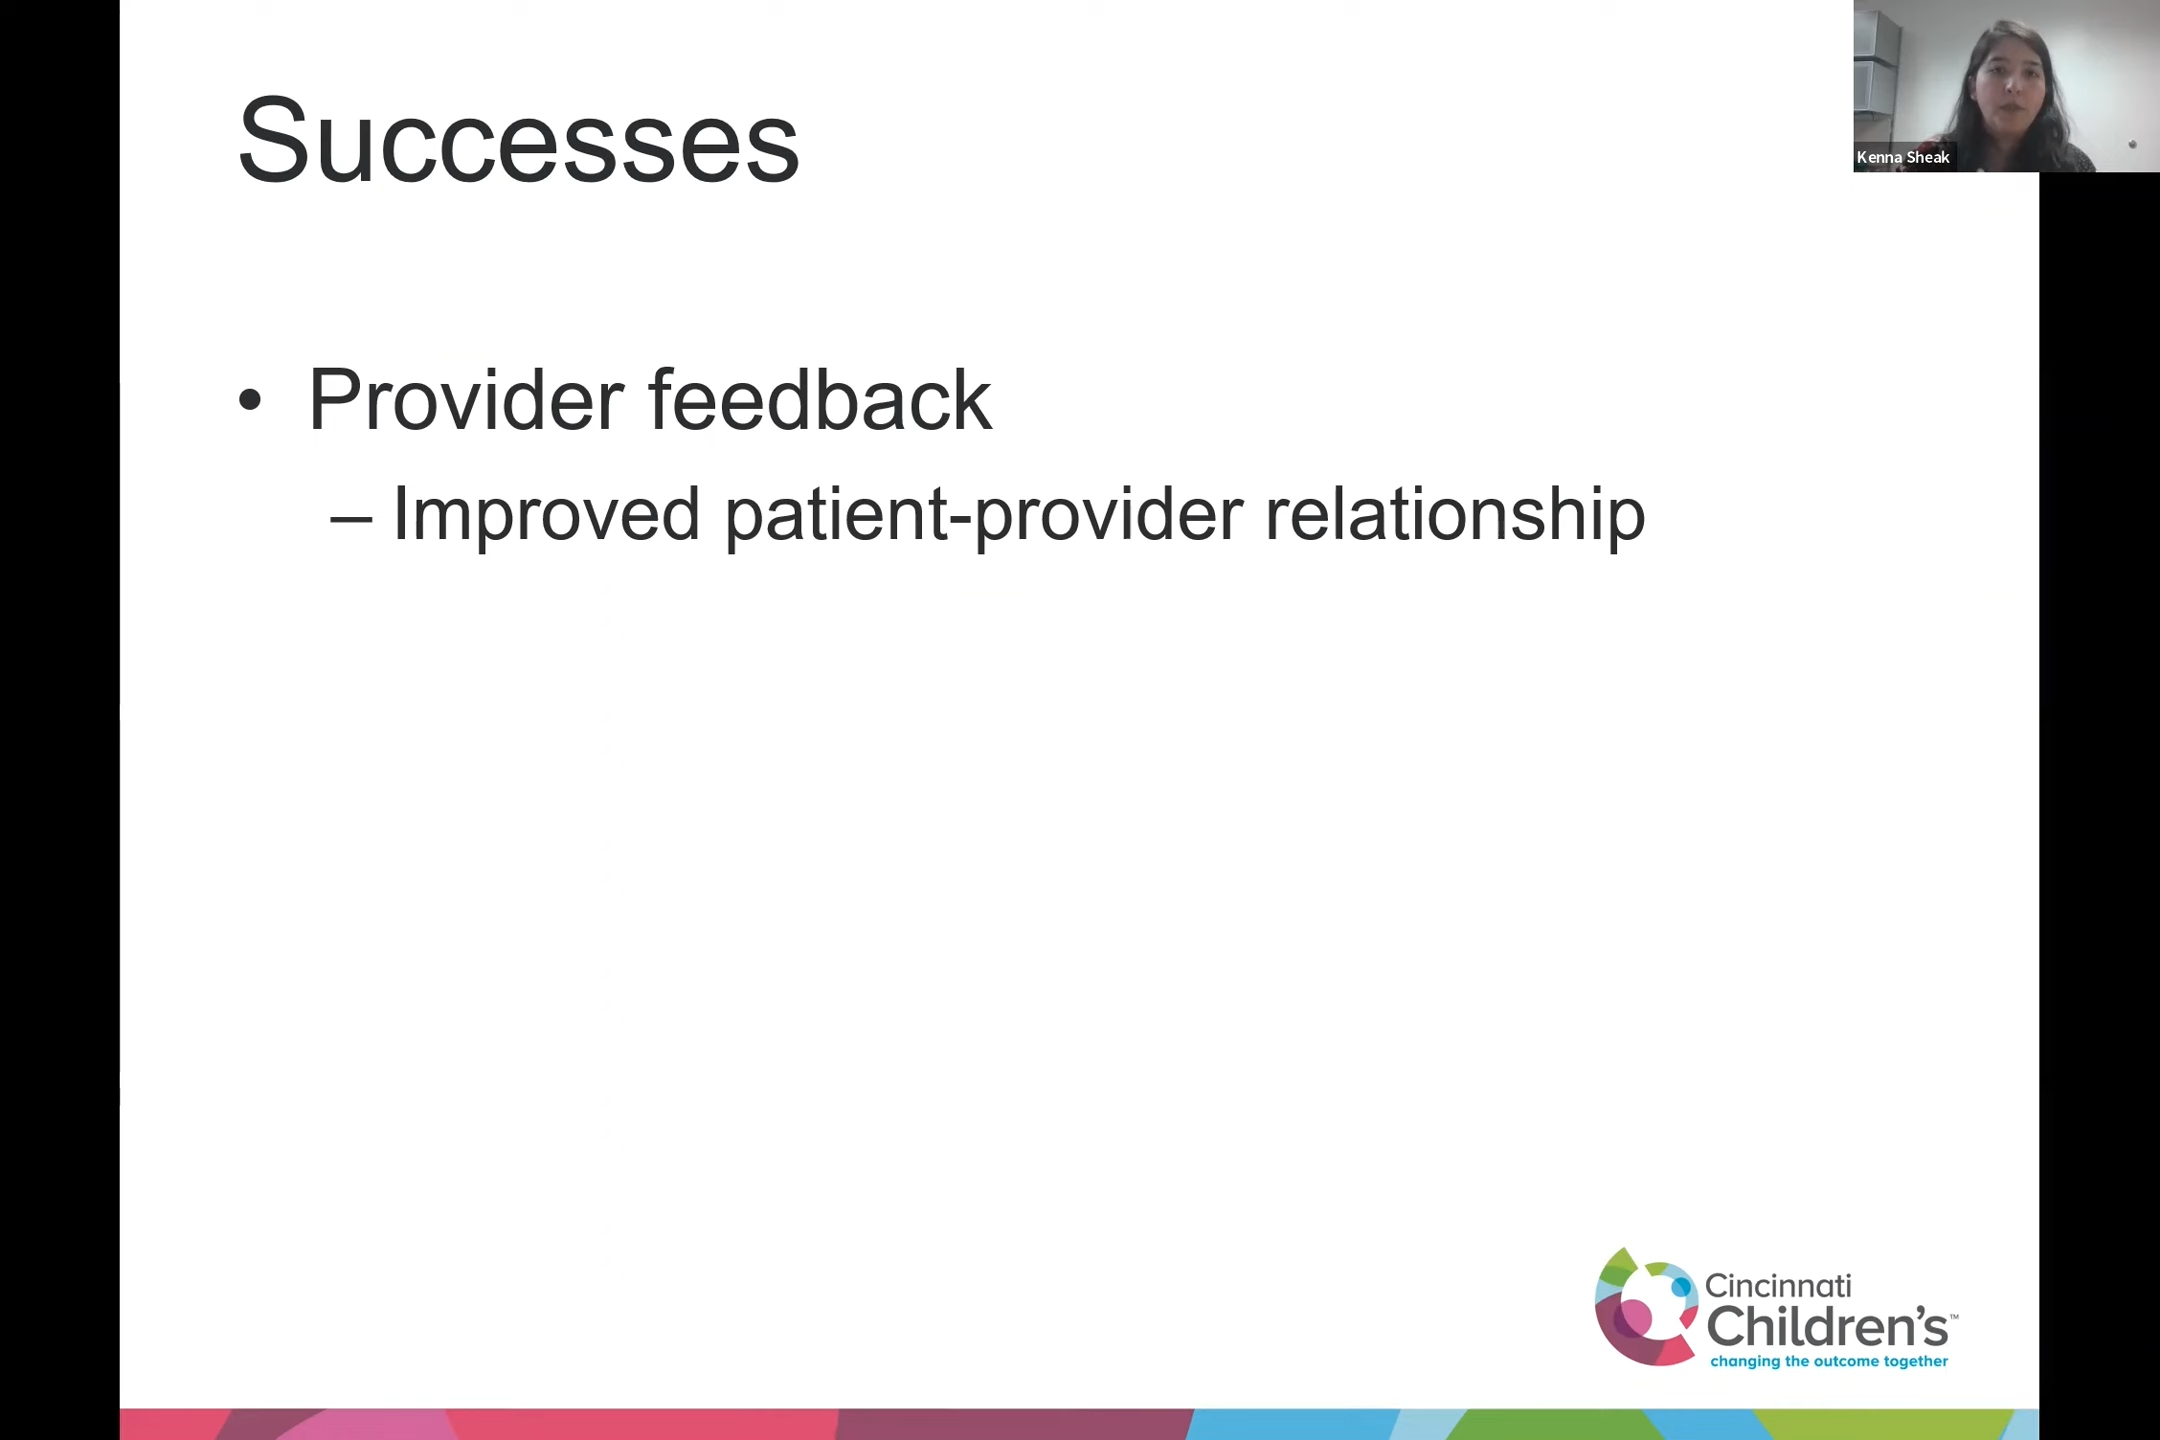 Successes
Kenna Sheak
• Provider feedback
– Improved patient-provider relationship
Cincinnati
Children's™
changing the outcome together